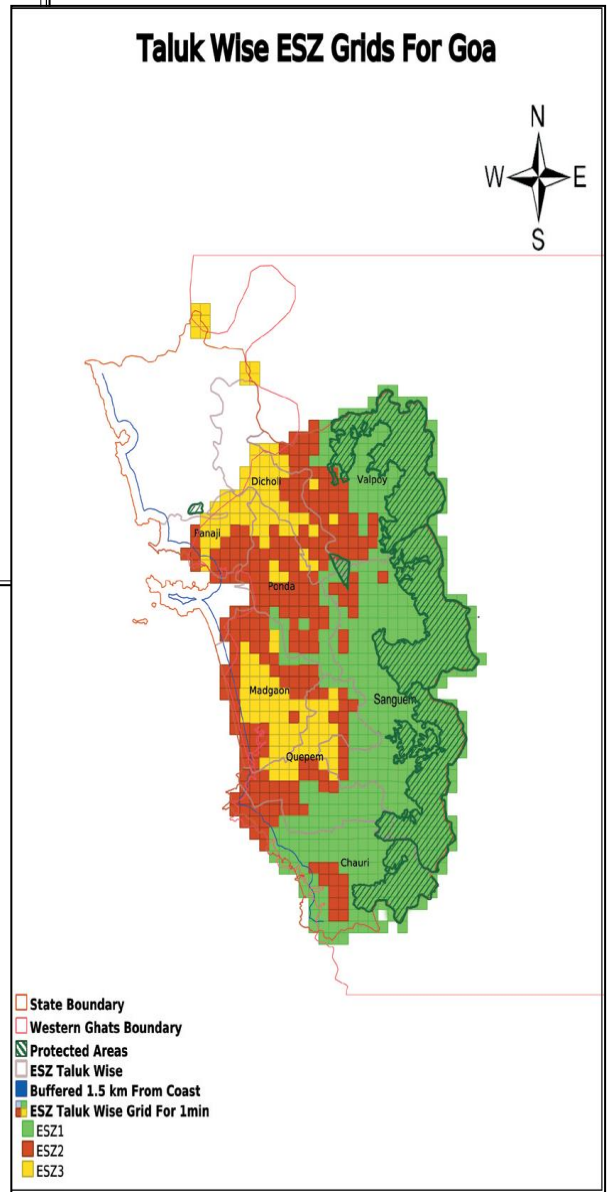 Taluk Wise ESZ Grids For Goa
N
W E
S
Dicholi
Valpoy
Panaji
Ponda
Madgaon
Sanguem
Quepem
Chauri
State Boundary
Western Ghats Boundary
Protected Areas
ESZ Taluk Wise
Buffered 1.5 km From Coast
ESZ Taluk Wise Grid For 1min
ESZ1
ESZ2
ESZ3